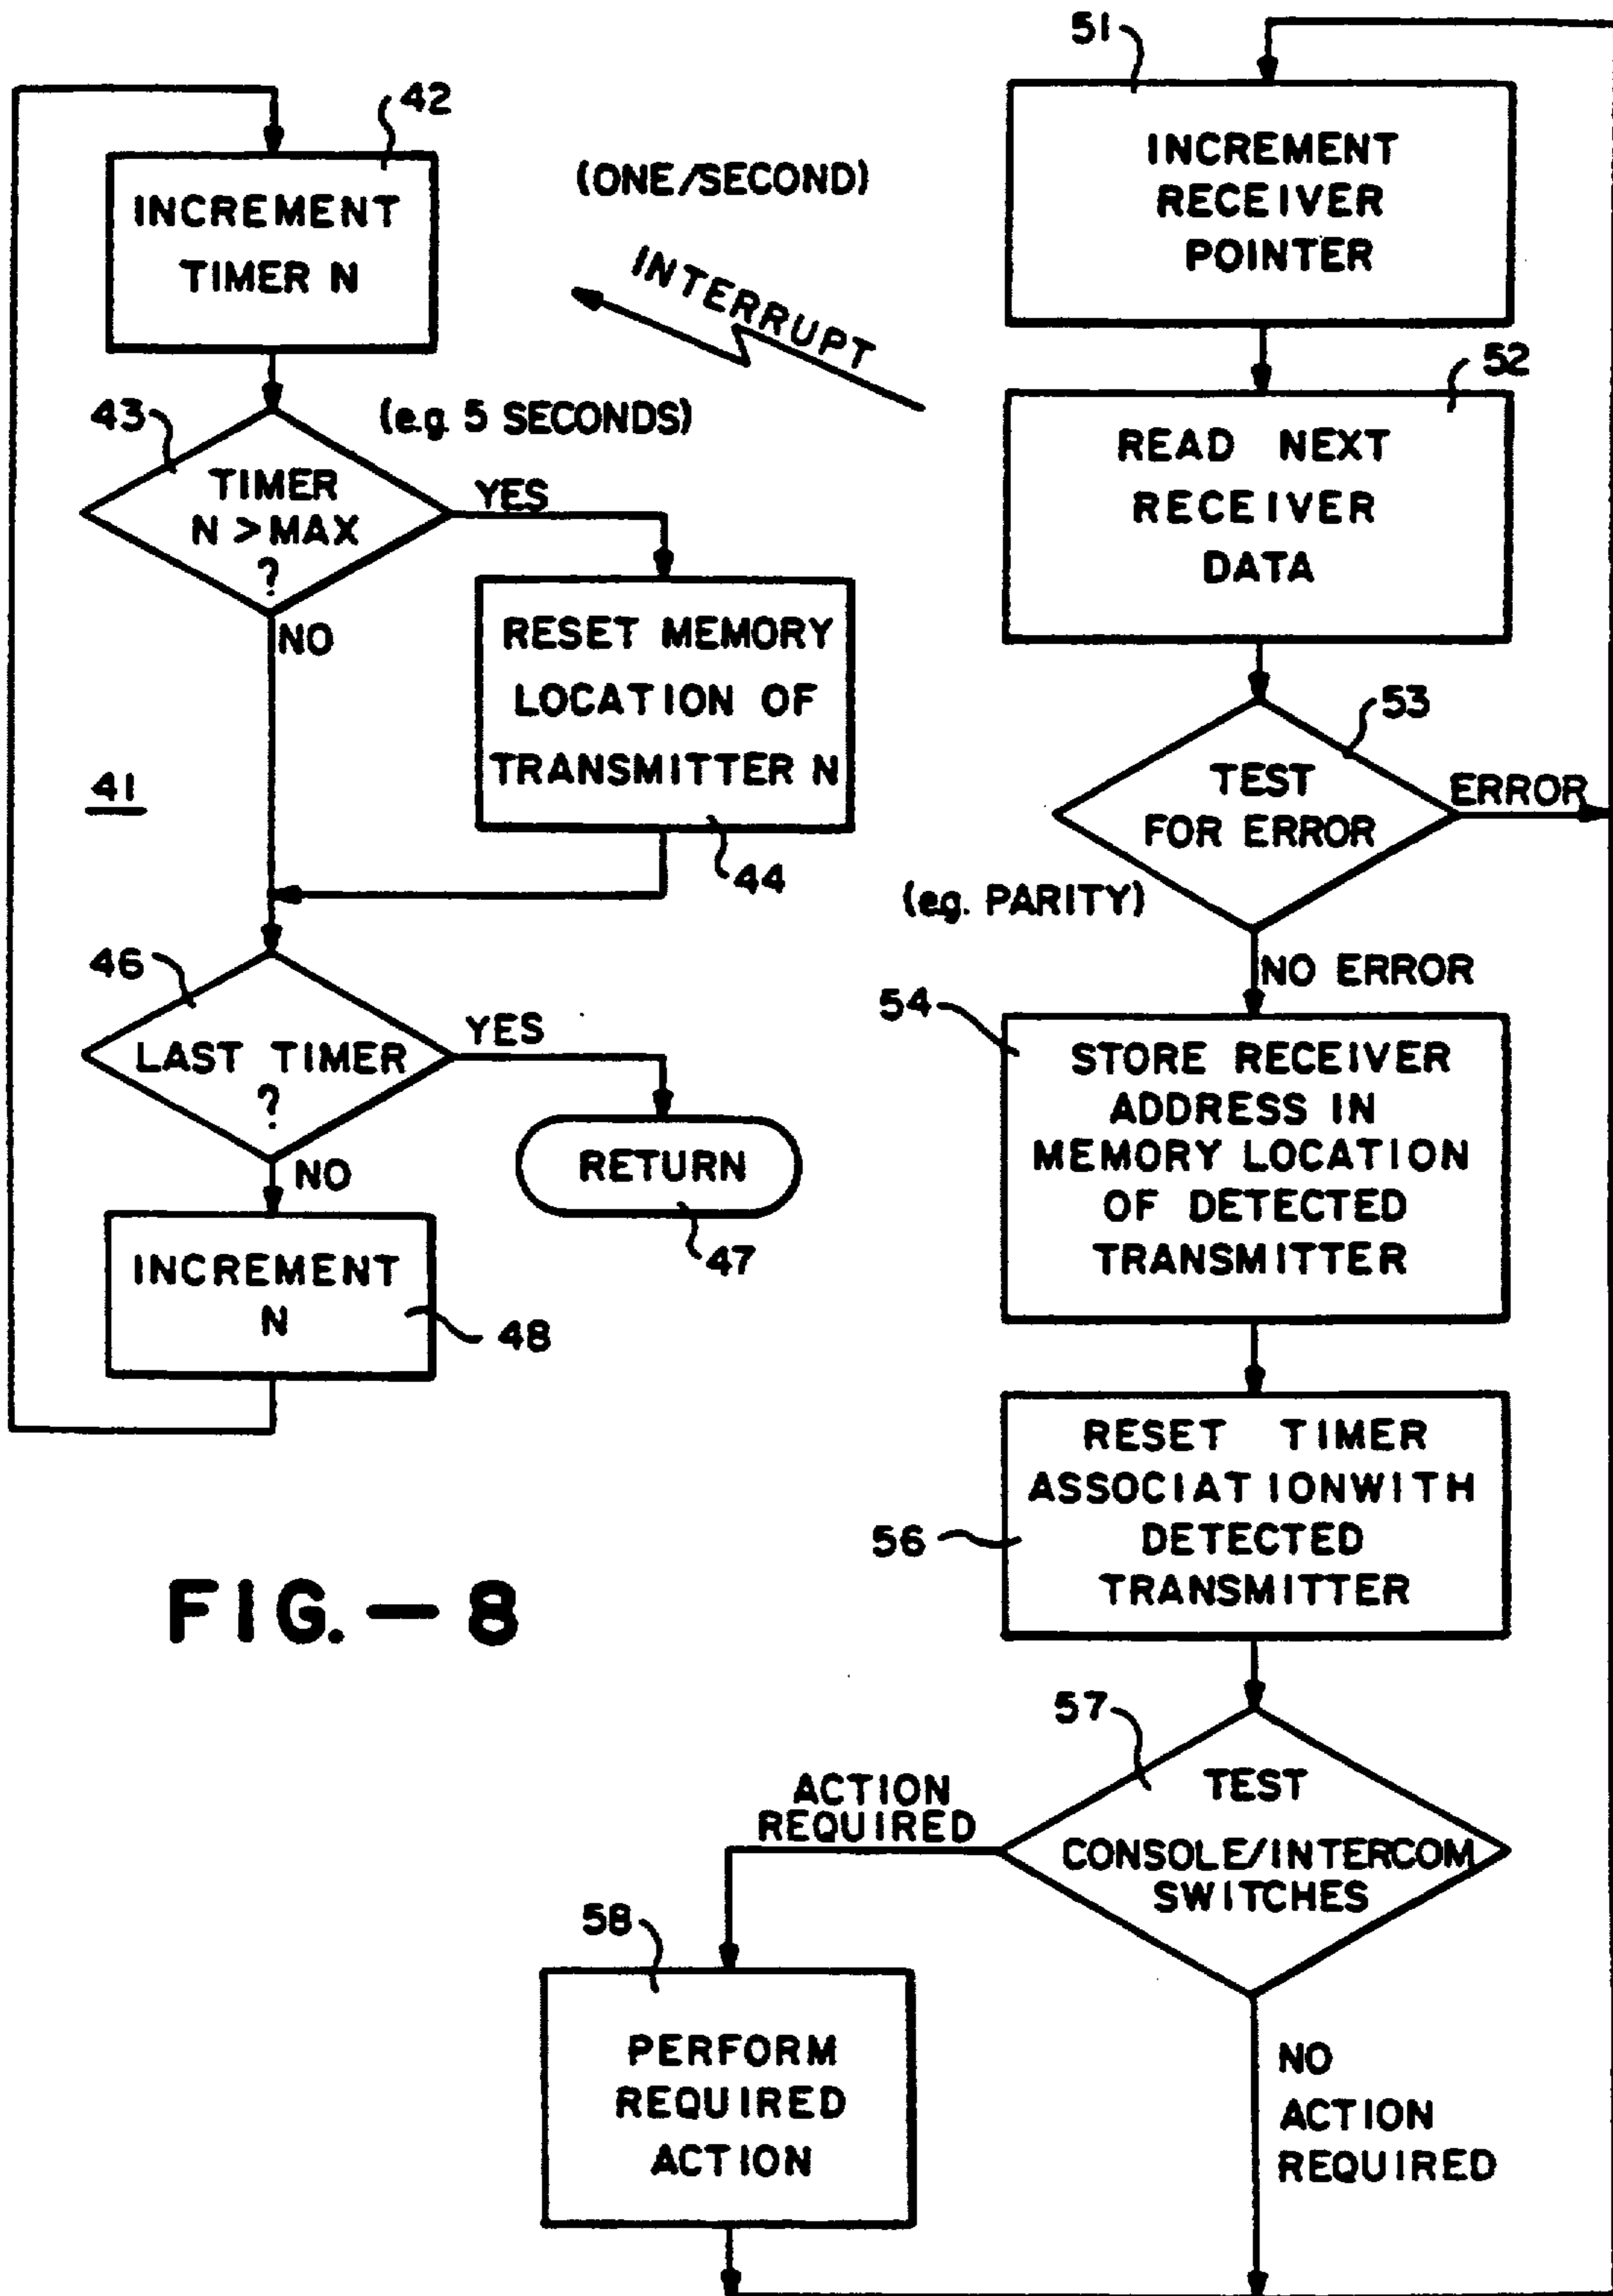 42
INCREMENT
TIMER N
(ONE/SECOND)
INTERRUPT
43
(e.g. 5 SECONDS)
TIMER
N > MAX
?
YES
NO
RESET MEMORY
LOCATION OF
TRANSMITTER N
44
41
46
LAST TIMER
?
YES
NO
RETURN
47
INCREMENT
N
48
FIG.-8
51
INCREMENT
RECEIVER
POINTER
52
READ NEXT
RECEIVER
DATA
53
TEST
FOR ERROR
ERROR
(e.g. PARITY)
NO ERROR
54
STORE RECEIVER
ADDRESS IN
MEMORY LOCATION
OF DETECTED
TRANSMITTER
56
RESET TIMER
ASSOCIATIONWITH
DETECTED
TRANSMITTER
57
TEST
CONSOLE/INTERCOM
SWITCHES
ACTION
REQUIRED
58
PERFORM
REQUIRED
ACTION
NO
ACTION
REQUIRED